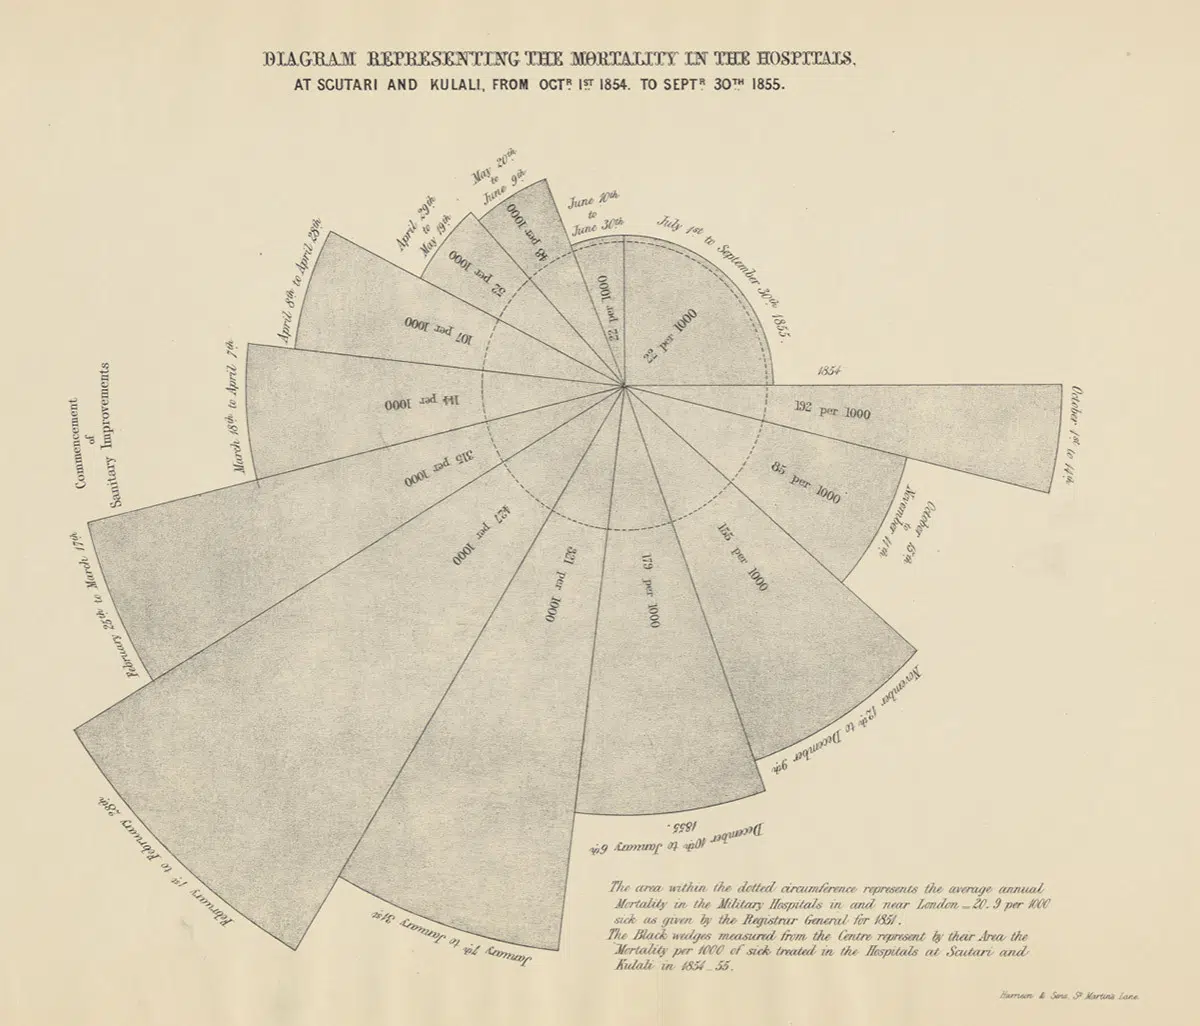 DIAGRAM REPRESENTING THE MORTALITY IN THE HOSPITALS,
AT SCUTARI AND KULALI, FROM OCTR. 1ST 1854. TO SEPTR. 30TH 1855.
1854
October 1st to 14th
192 per 1000
October 15th
to
November 11th
85 per 1000
November 12th to December 9th
155 per 1000
December 10th to January 6th
1855.
179 per 1000
January 7th to January 31st
321 per 1000
February 1st to February 28th
427 per 1000
February 25th to March 17th
315 per 1000
Commencement
of
Sanitary Improvements
March 18th to April 7th
144 per 1000
April 8th to April 28th
107 per 1000
April 29th
to
May 19th
52 per 1000
May 20th
to
June 9th
48 per 1000
June 10th
to
June 30th
22 per 1000
July 1st to September 30th 1855.
22 per 1000
The area within the dotted circumference represents the average annual
Mortality in the Military Hospitals in and near London _ 20. 9 per 1000
sick as given by the Registrar General for 1851.
The Black wedges measured from the Centre represent by their Area the
Mortality per 1000 of sick treated in the Hospitals at Scutari and
Kulali in 1854 _ 55.
Harrison & Sons, St. Martins Lane.